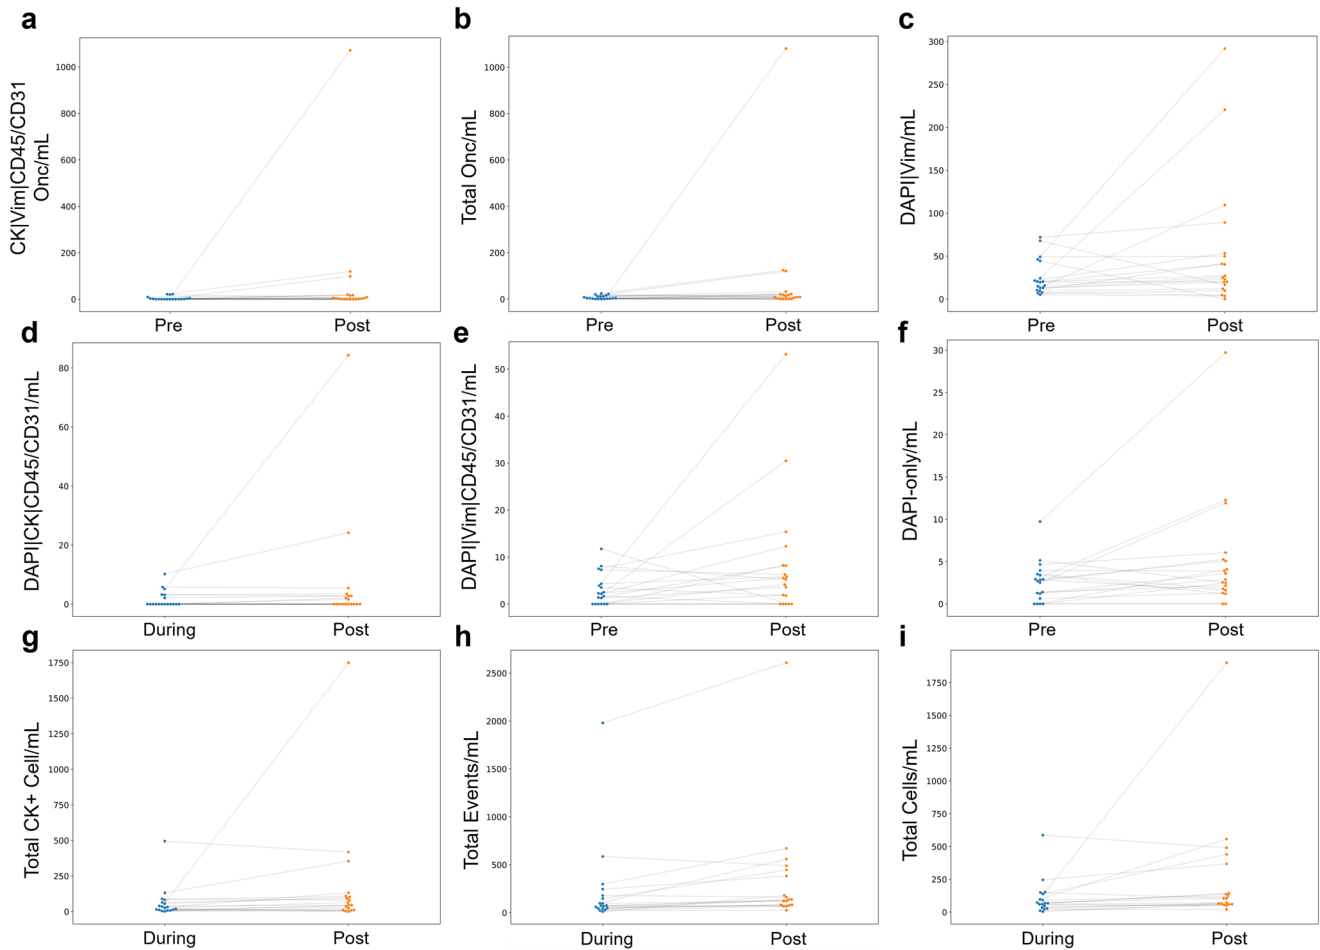 a
CK|Vim|CD45/CD31
Onc/mL
1000
800
600
400
200
0
Pre
Post
b
Total Onc/mL
1000
800
600
400
200
0
Pre
Post
c
DAPI||Vim/mL
300
250
200
150
100
50
0
Pre
Post
d
DAPI||CK|CD45/CD31/mL
80
60
40
20
0
During
Post
e
DAPI||Vim|CD45/CD31/mL
50
40
30
20
10
0
Pre
Post
f
DAPI-only/mL
30
25
20
15
10
5
0
Pre
Post
g
Total CK+ Cell/mL
1750
1500
1250
1000
750
500
250
0
During
Post
h
Total Events/mL
2500
2000
1500
1000
500
0
During
Post
i
Total Cells/mL
1750
1500
1250
1000
750
500
250
0
During
Post